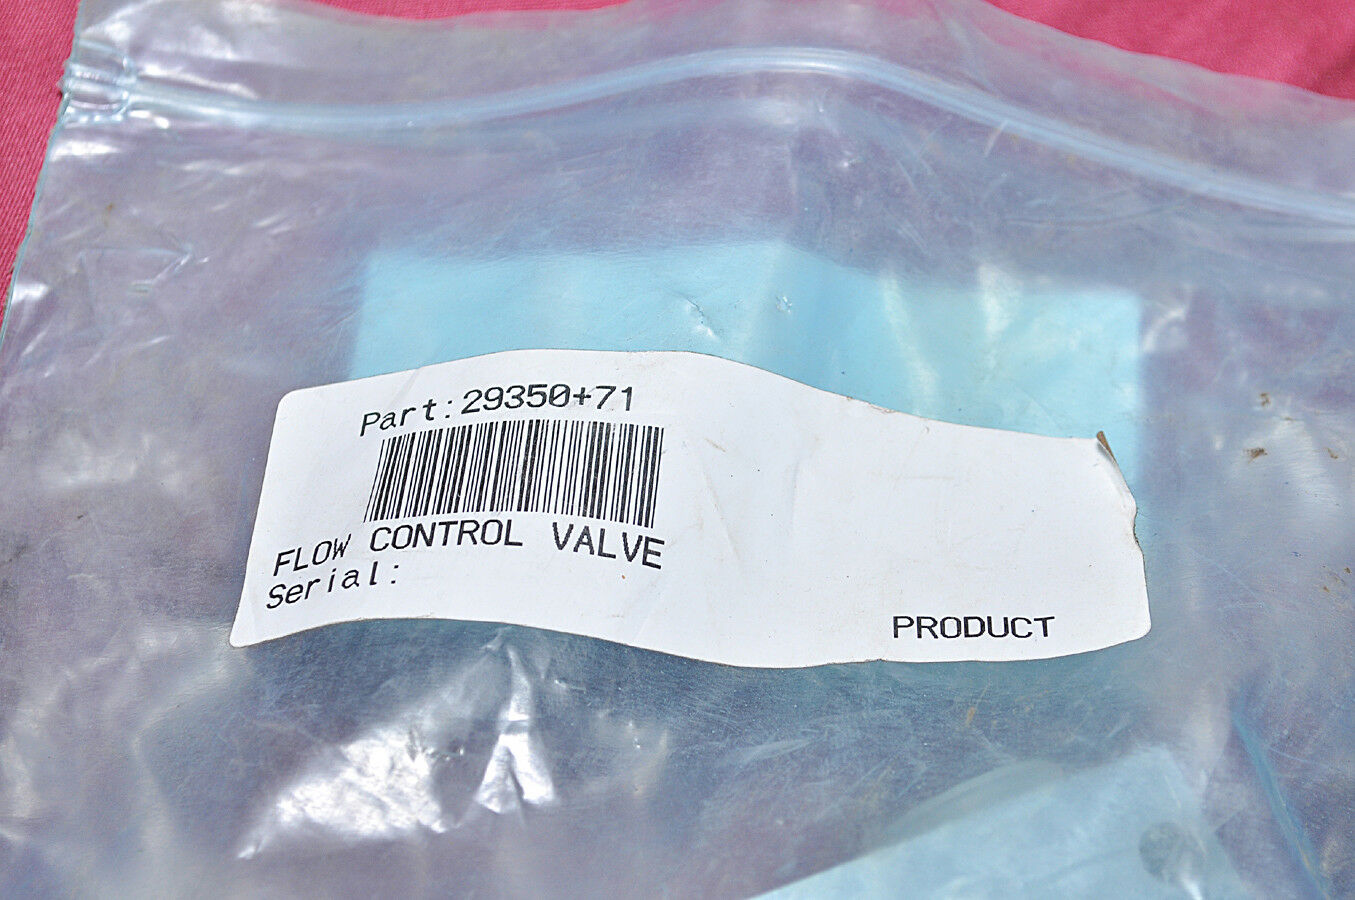 Part:29350+71
FLOW CONTROL VALVE
Serial:
PRODUCT